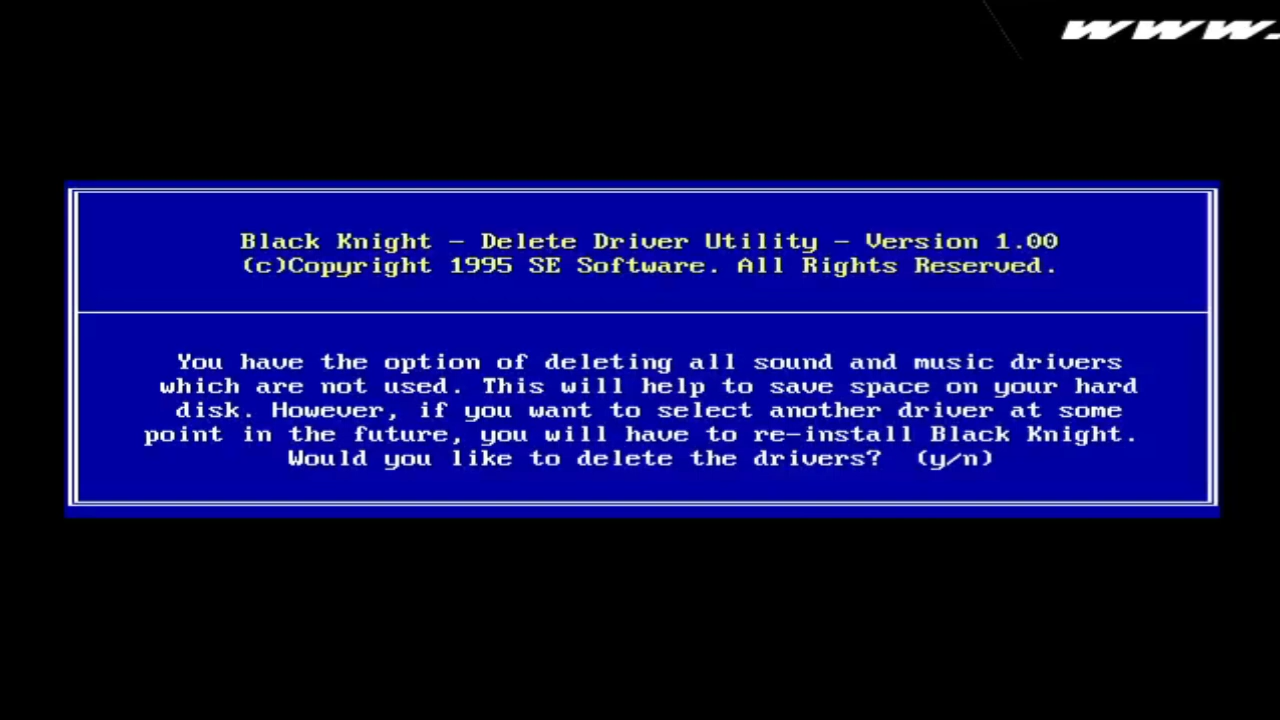 www.
Black Knight - Delete Driver Utility - Version 1.00
(c)Copyright 1995 SE Software. All Rights Reserved.
You have the option of deleting all sound and music drivers
which are not used. This will help to save space on your hard
disk. However, if you want to select another driver at some
point in the future, you will have to re-install Black Knight.
Would you like to delete the drivers? (y/n)